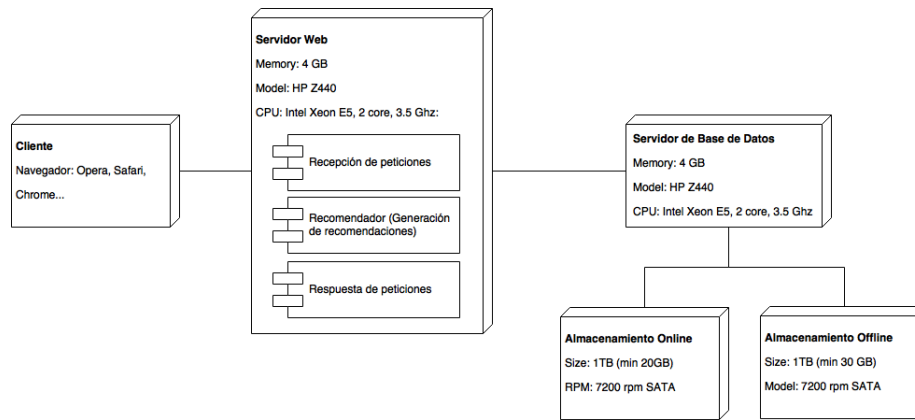 Cliente
Navegador: Opera, Safari,
Chrome...
Servidor Web
Memory: 4 GB
Model: HP Z440
CPU: Intel Xeon E5, 2 core, 3.5 Ghz:
Recepción de peticiones
Recomendador (Generación
de recomendaciones)
Respuesta de peticiones
Servidor de Base de Datos
Memory: 4 GB
Model: HP Z440
CPU: Intel Xeon E5, 2 core, 3.5 Ghz
Almacenamiento Online
Size: 1TB (min 20GB)
RPM: 7200 rpm SATA
Almacenamiento Offline
Size: 1TB (min 30 GB)
Model: 7200 rpm SATA